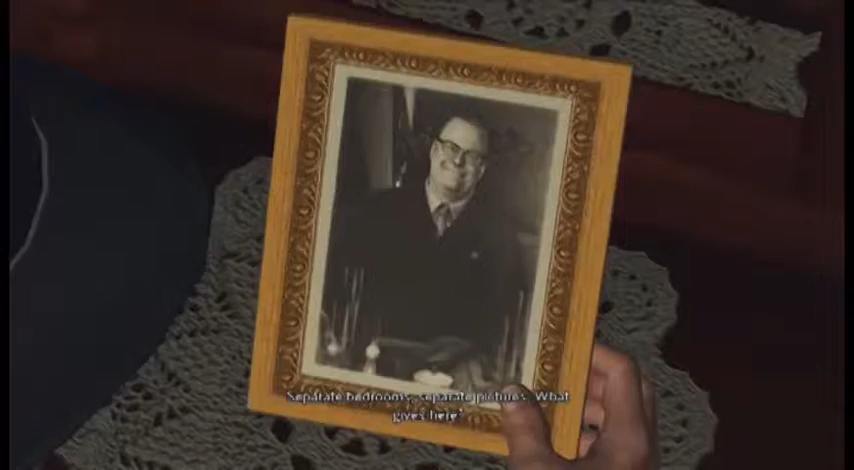 Separate bedrooms, separate pictures. What
gives here?